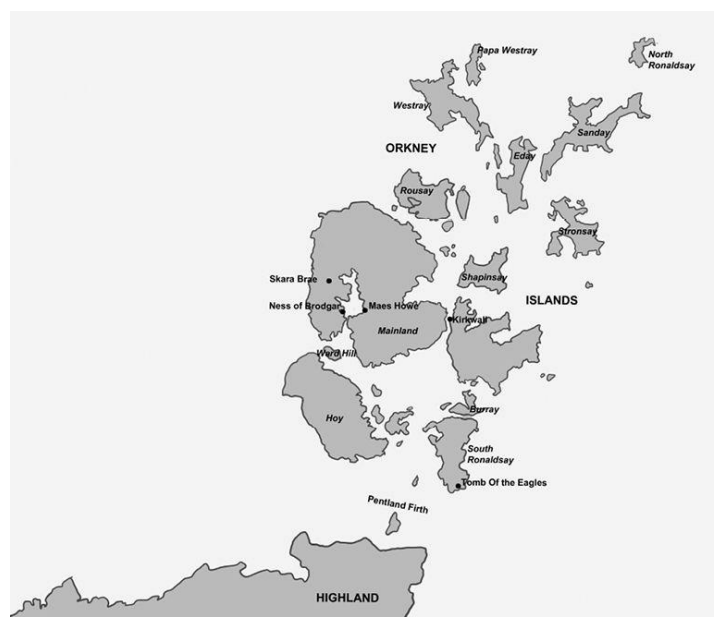 Papa Westray
North
Ronaldsay
Westray
Sanday
ORKNEY
Eday
Rousay
Stronsay
Skara Brae
Shapinsay
ISLANDS
Ness of Brodgar
Maes Howe
Kirkwall
Mainland
Ward Hill
Hoy
Burray
South
Ronaldsay
Tomb Of the Eagles
Pentland Firth
HIGHLAND